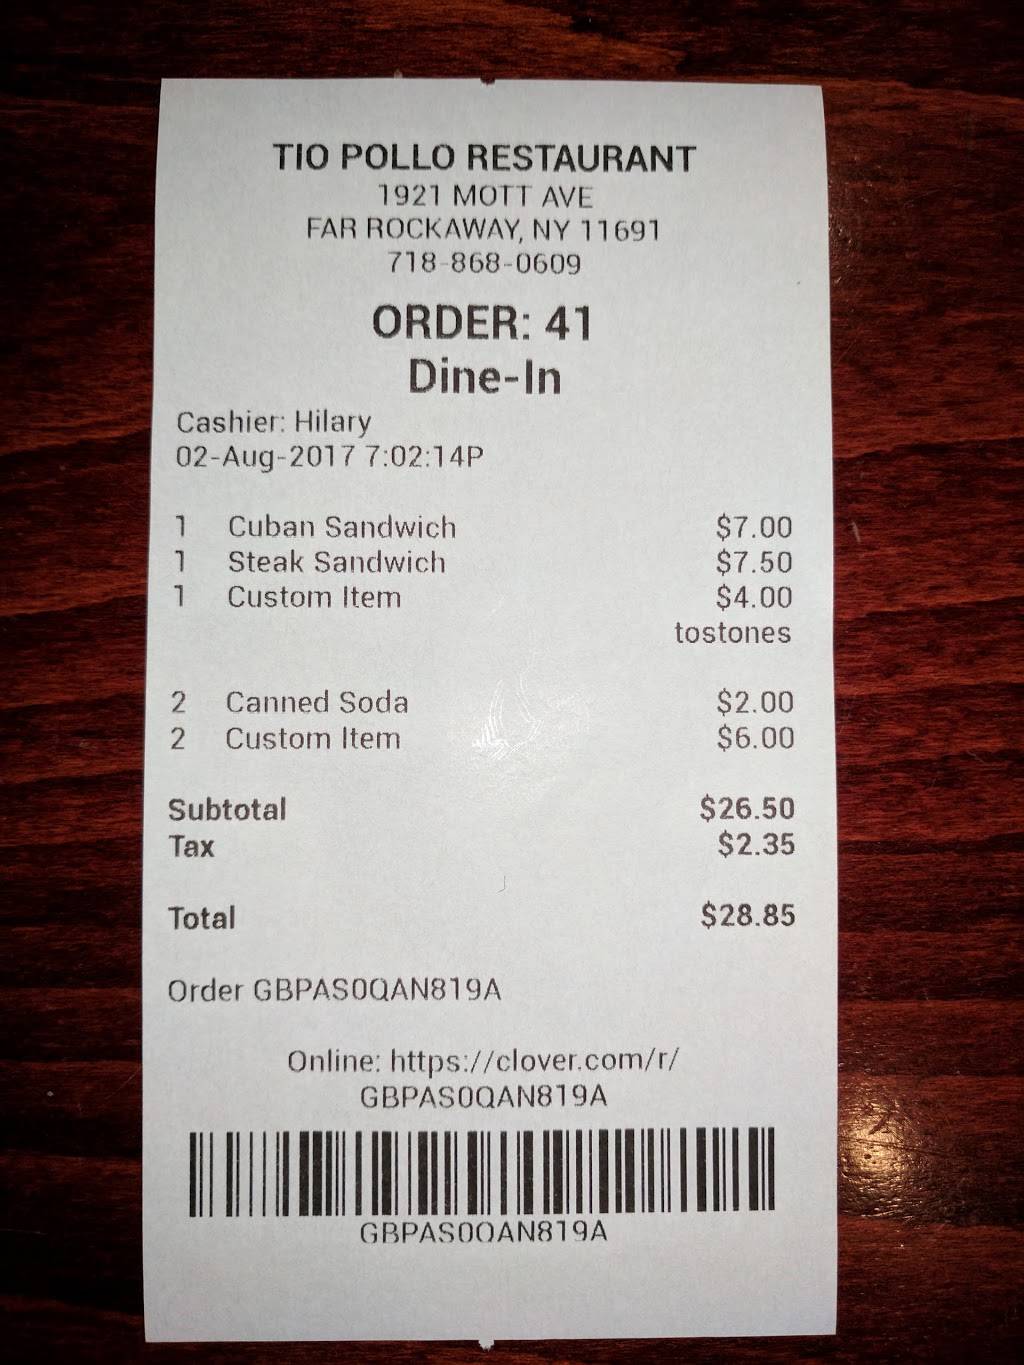 TIO POLLO RESTAURANT
1921 MOTT AVE
FAR ROCKAWAY, NY 11691
718-868-0609
ORDER: 41
Dine-In
Cashier: Hilary
02-Aug-2017 7:02:14P
1 Cuban Sandwich $7.00
1 Steak Sandwich $7.50
1 Custom Item $4.00
tostones
2 Canned Soda $2.00
2 Custom Item $6.00
Subtotal $26.50
Tax $2.35
Total $28.85
Order GBPAS0QAN819A
Online: https://clover.com/r/
GBPAS0QAN819A
GBPAS0QAN819A